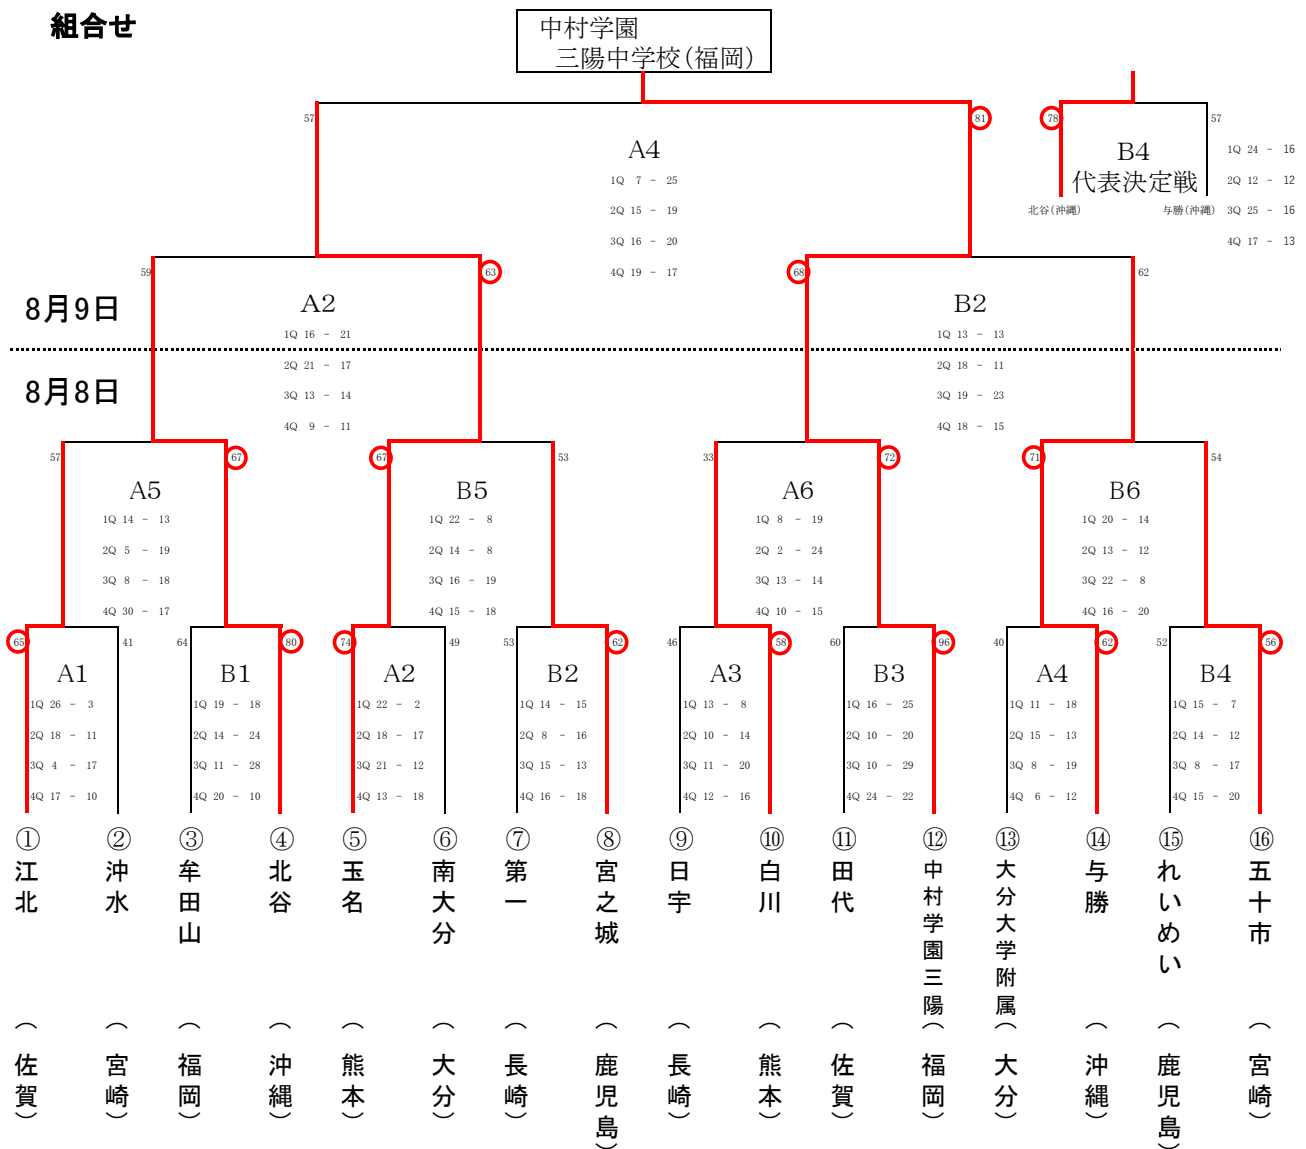 組合せ
中村学園
三陽中学校(福岡)
57
81
78
57
A4
1Q 7 - 25
2Q 15 - 19
3Q 16 - 20
4Q 19 - 17
B4
代表決定戦
北谷(沖縄)
与勝(沖縄)
1Q 24 - 16
2Q 12 - 12
3Q 25 - 16
4Q 17 - 13
59
63
68
62
8月9日
A2
1Q 16 - 21
2Q 21 - 17
3Q 13 - 14
4Q 9 - 11
B2
1Q 13 - 13
2Q 18 - 11
3Q 19 - 23
4Q 18 - 15
8月8日
57
67
67
53
33
72
71
54
A5
1Q 14 - 13
2Q 5 - 19
3Q 8 - 18
4Q 30 - 17
B5
1Q 22 - 8
2Q 14 - 8
3Q 16 - 19
4Q 15 - 18
A6
1Q 8 - 19
2Q 2 - 24
3Q 13 - 14
4Q 10 - 15
B6
1Q 20 - 14
2Q 13 - 12
3Q 22 - 8
4Q 16 - 20
65
41
64
80
74
49
53
62
46
58
60
96
40
62
52
56
A1
1Q 26 - 3
2Q 18 - 11
3Q 4 - 17
4Q 17 - 10
B1
1Q 19 - 18
2Q 14 - 24
3Q 11 - 28
4Q 20 - 10
A2
1Q 22 - 2
2Q 18 - 17
3Q 21 - 12
4Q 13 - 18
B2
1Q 14 - 15
2Q 8 - 16
3Q 15 - 13
4Q 16 - 18
A3
1Q 13 - 8
2Q 10 - 14
3Q 11 - 20
4Q 12 - 16
B3
1Q 16 - 25
2Q 10 - 20
3Q 10 - 29
4Q 24 - 22
A4
1Q 11 - 18
2Q 15 - 13
3Q 8 - 19
4Q 6 - 12
B4
1Q 15 - 7
2Q 14 - 12
3Q 8 - 17
4Q 15 - 20
①江北(佐賀)
②沖水(宮崎)
③牟田山(福岡)
④北谷(沖縄)
⑤玉名(熊本)
⑥南大分(大分)
⑦第一(長崎)
⑧宮之城(鹿児島)
⑨日宇(長崎)
⑩白川(熊本)
⑪田代(佐賀)
⑫中村学園三陽(福岡)
⑬大分大学附属(大分)
⑭与勝(沖縄)
⑮れいめい(鹿児島)
⑯五十市(宮崎)